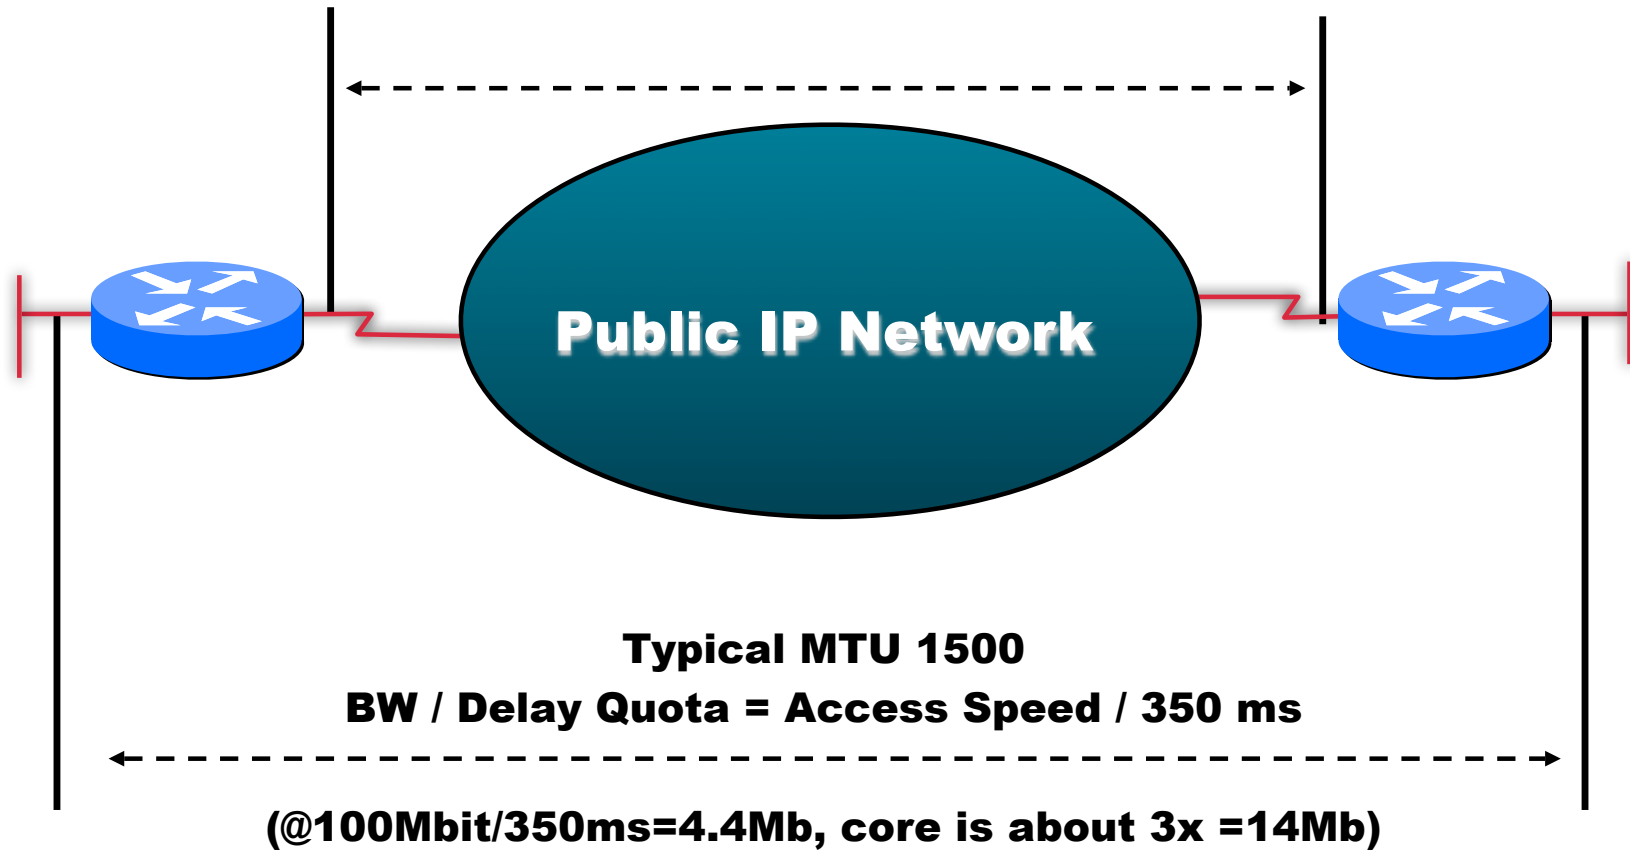 Public IP Network
Typical MTU 1500
BW / Delay Quota = Access Speed / 350 ms
(@100Mbit/350ms=4.4Mb, core is about 3x =14Mb)